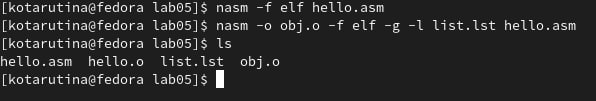 [kotarutina@fedora lab05]$ nasm -f elf hello.asm
[kotarutina@fedora lab05]$ nasm -o obj.o -f elf -g -l list.lst hello.asm
[kotarutina@fedora lab05]$ ls
hello.asm  hello.o  list.lst  obj.o
[kotarutina@fedora lab05]$